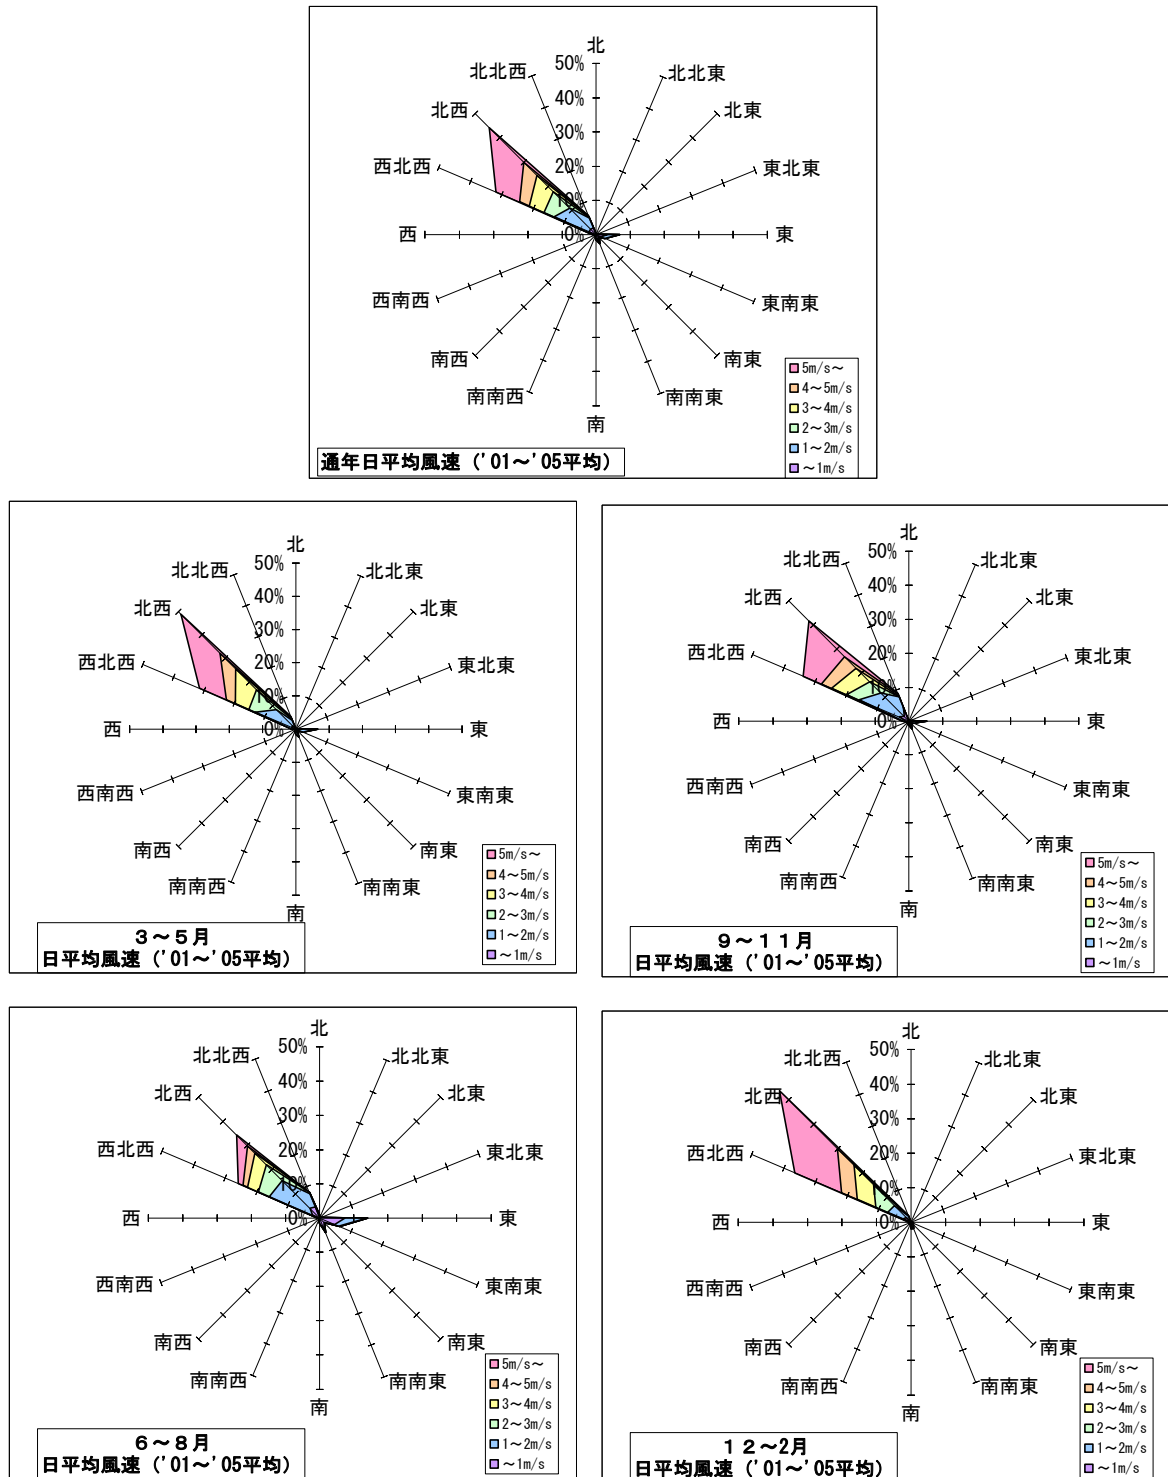 北
50%
北北西
北北東
40%
北西
北東
30%
20%
西北西
東北東
10%
西
0%
東
西南西
東南東
南西
南東
南南西
南南東
南
5m/s～
4～5m/s
3～4m/s
2～3m/s
1～2m/s
～1m/s
通年日平均風速（'01～'05平均）
北
50%
北北西
北北東
40%
北西
北東
30%
20%
西北西
東北東
10%
西
0%
東
西南西
東南東
南西
南東
南南西
南南東
南
5m/s～
4～5m/s
3～4m/s
2～3m/s
1～2m/s
～1m/s
３～５月
日平均風速（'01～'05平均）
北
50%
北北西
北北東
40%
北西
北東
30%
20%
西北西
東北東
10%
西
0%
東
西南西
東南東
南西
南東
南南西
南南東
南
5m/s～
4～5m/s
3～4m/s
2～3m/s
1～2m/s
～1m/s
９～１１月
日平均風速（'01～'05平均）
北
50%
北北西
北北東
40%
北西
北東
30%
20%
西北西
東北東
10%
西
0%
東
西南西
東南東
南西
南東
南南西
南南東
南
5m/s～
4～5m/s
3～4m/s
2～3m/s
1～2m/s
～1m/s
６～８月
日平均風速（'01～'05平均）
北
50%
北北西
北北東
40%
北西
北東
30%
20%
西北西
東北東
10%
西
0%
東
西南西
東南東
南西
南東
南南西
南南東
南
5m/s～
4～5m/s
3～4m/s
2～3m/s
1～2m/s
～1m/s
１２～2月
日平均風速（'01～'05平均）